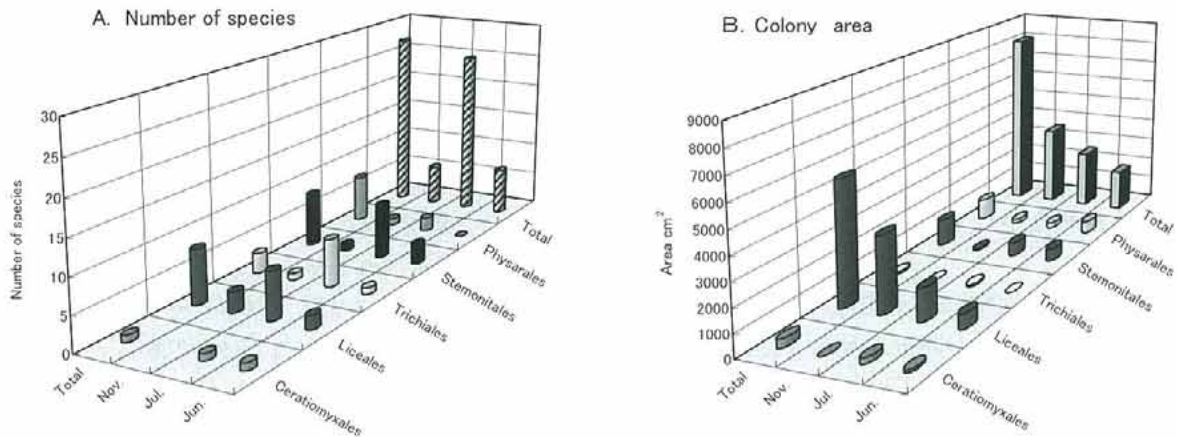 A. Number of species
30
25
20
15
10
5
0
Number of species
Total
Nov.
Jul.
Jun.
Ceratiomyxales
Liceales
Trichiales
Stemonitales
Physarales
Total
B. Colony area
9000
8000
7000
6000
5000
4000
3000
2000
1000
0
Area cm²
Total
Nov.
Jul.
Jun.
Ceratiomyxales
Liceales
Trichiales
Stemonitales
Physarales
Total